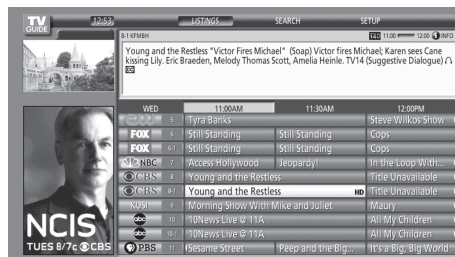 TV GUIDE 12:53 LISTINGS SEARCH SETUP
8-1 KFMBH 11:00 12:00 INFO
Young and the Restless "Victor Fires Michael" (Soap) Victor fires Michael; Karen sees Cane
kissing Lily. Eric Braeden, Melody Thomas Scott, Amelia Heinle. TV14 (Suggestive Dialogue)
WED 11:00AM 11:30AM 12:00PM
5 Tyra Banks Steve Wilkos Show
FOX 6 Still Standing Still Standing Cops
FOX 6-1 Still Standing Still Standing Cops
NBC 7 Access Hollywood Jeopardy! In the Loop With...
CBS 8 Young and the Restless Title Unavailable
CBS 8-1 Young and the Restless HD Title Unavailable
KUSI 9 Morning Show With Mike and Juliet Maury
abc 10 10News Live @ 11A All My Children
abc 10-1 10News Live @ 11A All My Children
PBS 11 Sesame Street Peep and the Big... It's a Big, Big World
NCIS
TUES 8/7c CBS